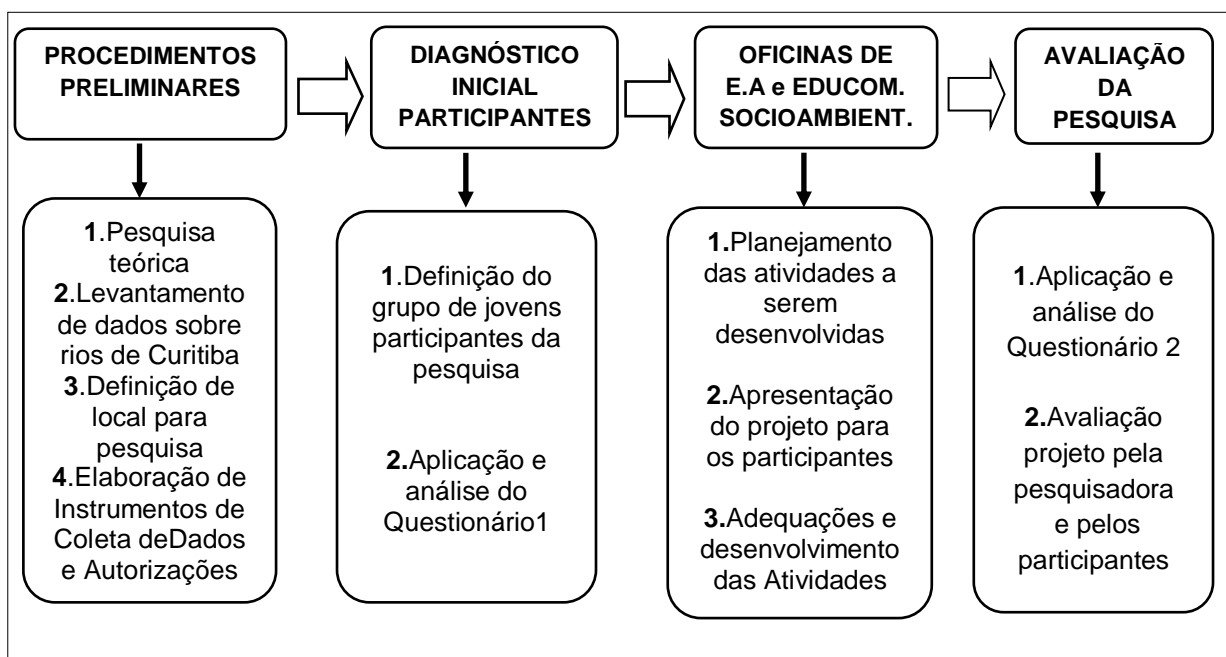 PROCEDIMENTOS
PRELIMINARES
DIAGNÓSTICO
INICIAL
PARTICIPANTES
OFICINAS DE
E.A e EDUCOM.
SOCIOAMBIENT.
AVALIAÇÃO
DA
PESQUISA
1.Pesquisa
teórica
2.Levantamento
de dados sobre
rios de Curitiba
3.Definição de
local para
pesquisa
4.Elaboração de
Instrumentos de
Coleta deDados
e Autorizações
1.Definição do
grupo de jovens
participantes da
pesquisa
2.Aplicação e
análise do
Questionário1
1.Planejamento
das atividades a
serem
desenvolvidas
2.Apresentação
do projeto para
os participantes
3.Adequações e
desenvolvimento
das Atividades
1.Aplicação e
análise do
Questionário 2
2.Avaliação
projeto pela
pesquisadora
e pelos
participantes